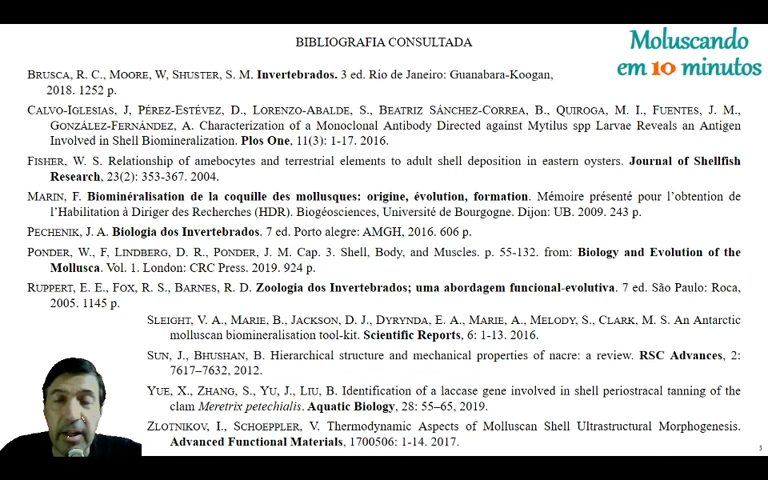 BIBLIOGRAFIA CONSULTADA
Moluscando
em 10 minutos
BRUSCA, R. C., MOORE, W, SHUSTER, S. M. Invertebrados. 3 ed. Rio de Janeiro: Guanabara-Koogan,
2018. 1252 p.
CALVO-IGLESIAS, J, PÉREZ-ESTÉVEZ, D., LORENZO-ABALDE, S., BEATRIZ SÁNCHEZ-CORREA, B., QUIROGA, M. I., FUENTES, J. M.,
GONZÁLEZ-FERNÁNDEZ, A. Characterization of a Monoclonal Antibody Directed against Mytilus spp Larvae Reveals an Antigen
Involved in Shell Biomineralization. Plos One, 11(3): 1-17. 2016.
FISHER, W. S. Relationship of amebocytes and terrestrial elements to adult shell deposition in eastern oysters. Journal of Shellfish
Research, 23(2): 353-367. 2004.
MARIN, F. Biominéralisation de la coquille des mollusques: origine, évolution, formation. Mémoire présenté pour l’obtention de
l’Habilitation à Diriger des Recherches (HDR). Biogéosciences, Université de Bourgogne. Dijon: UB. 2009. 243 p.
PECHENIK, J. A. Biologia dos Invertebrados. 7 ed. Porto alegre: AMGH, 2016. 606 p.
PONDER, W., F, LINDBERG, D. R., PONDER, J. M. Cap. 3. Shell, Body, and Muscles. p. 55-132. from: Biology and Evolution of the
Mollusca. Vol. 1. London: CRC Press. 2019. 924 p.
RUPPERT, E. E., FOX, R. S., BARNES, R. D. Zoologia dos Invertebrados; uma abordagem funcional-evolutiva. 7 ed. São Paulo: Roca,
2005. 1145 p.
SLEIGHT, V. A., MARIE, B., JACKSON, D. J., DYRYNDA, E. A., MARIE, A., MELODY, S., CLARK, M. S. An Antarctic
molluscan biomineralisation tool-kit. Scientific Reports, 6: 1-13. 2016.
SUN, J., BHUSHAN, B. Hierarchical structure and mechanical properties of nacre: a review. RSC Advances, 2:
7617–7632, 2012.
YUE, X., ZHANG, S., YU, J., LIU, B. Identification of a laccase gene involved in shell periostracal tanning of the
clam Meretrix petechialis. Aquatic Biology, 28: 55–65, 2019.
ZLOTNIKOV, I., SCHOEPPLER, V. Thermodynamic Aspects of Molluscan Shell Ultrastructural Morphogenesis.
Advanced Functional Materials, 1700506: 1-14. 2017.
3